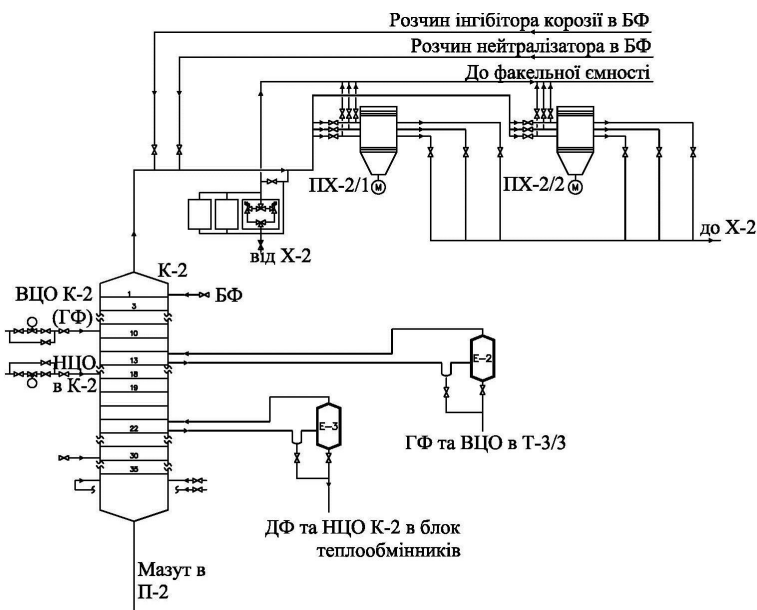 Розчин інгібітора корозії в БФ
Розчин нейтралізатора в БФ
До факельної ємності
ПХ-2/1
М
ПХ-2/2
М
від Х-2
до Х-2
К-2
ВЦО К-2
(ГФ)
БФ
1
3
10
13
НЦО
в К-2
18
19
22
30
35
Е-2
Е-3
ГФ та ВЦО в Т-3/3
ДФ та НЦО К-2 в блок
теплообмінників
Мазут в
П-2